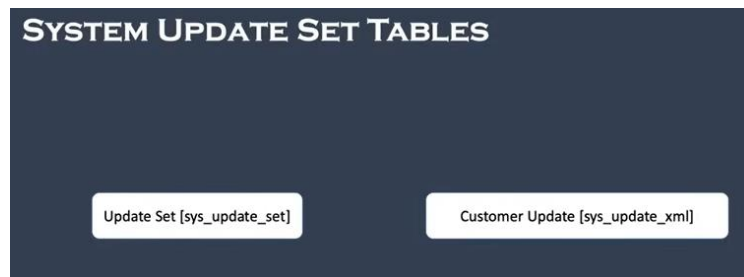 SYSTEM UPDATE SET TABLES
Update Set [sys_update_set]
Customer Update [sys_update_xml]